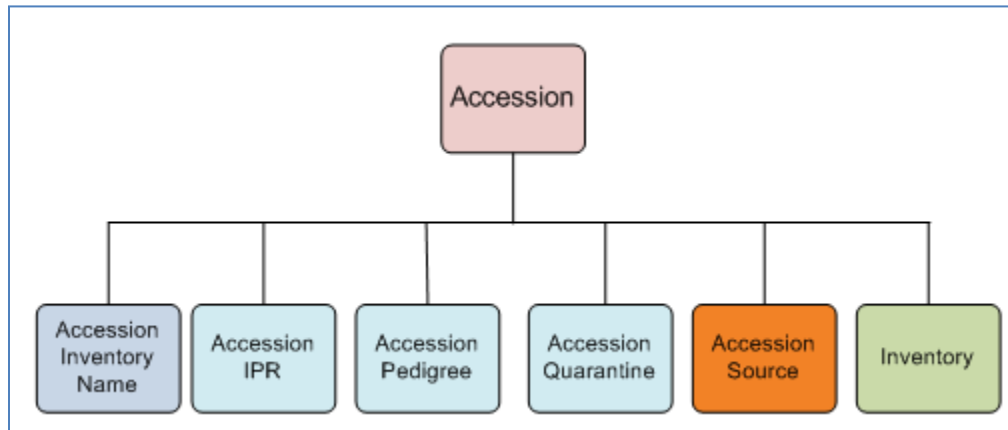 Accession
Accession
Inventory
Name
Accession
IPR
Accession
Pedigree
Accession
Quarantine
Accession
Source
Inventory